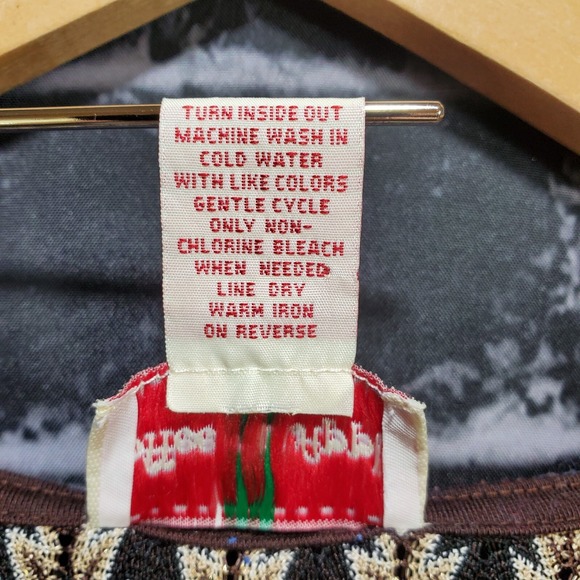 TURN INSIDE OUT
MACHINE WASH IN
COLD WATER
WITH LIKE COLORS
GENTLE CYCLE
ONLY NON-
CHLORINE BLEACH
WHEN NEEDED
LINE DRY
WARM IRON
ON REVERSE